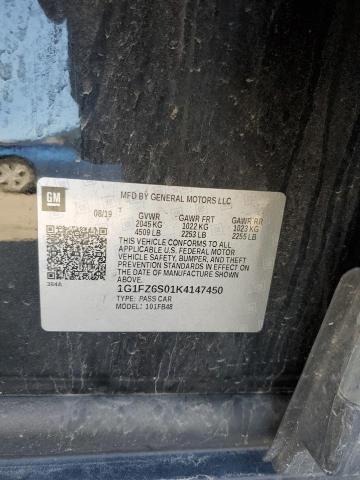 GM
MFD BY GENERAL MOTORS LLC
08/19 GVWR GAWR FRT GAWR RR
2045 KG 1022 KG 1023 KG
4509 LB 2253 LB 2255 LB
THIS VEHICLE CONFORMS TO ALL APPLICABLE
U.S. FEDERAL MOTOR
VEHICLE SAFETY, BUMPER, AND THEFT
PREVENTION STANDARDS IN EFFECT ON THE
DATE OF MANUFACTURE SHOWN ABOVE.
384A
1G1FZ6S01K4147450
TYPE: PASS CAR
MODEL: 101FB48